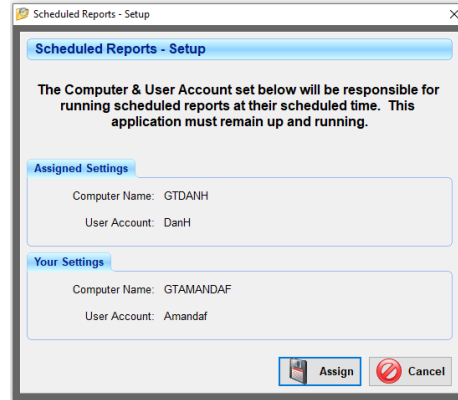 Scheduled Reports - Setup
Scheduled Reports - Setup
The Computer & User Account set below will be responsible for
running scheduled reports at their scheduled time. This
application must remain up and running.
Assigned Settings
Computer Name: GTDANH
User Account: DanH
Your Settings
Computer Name: GTAMANDAF
User Account: Amandaf
Assign Cancel